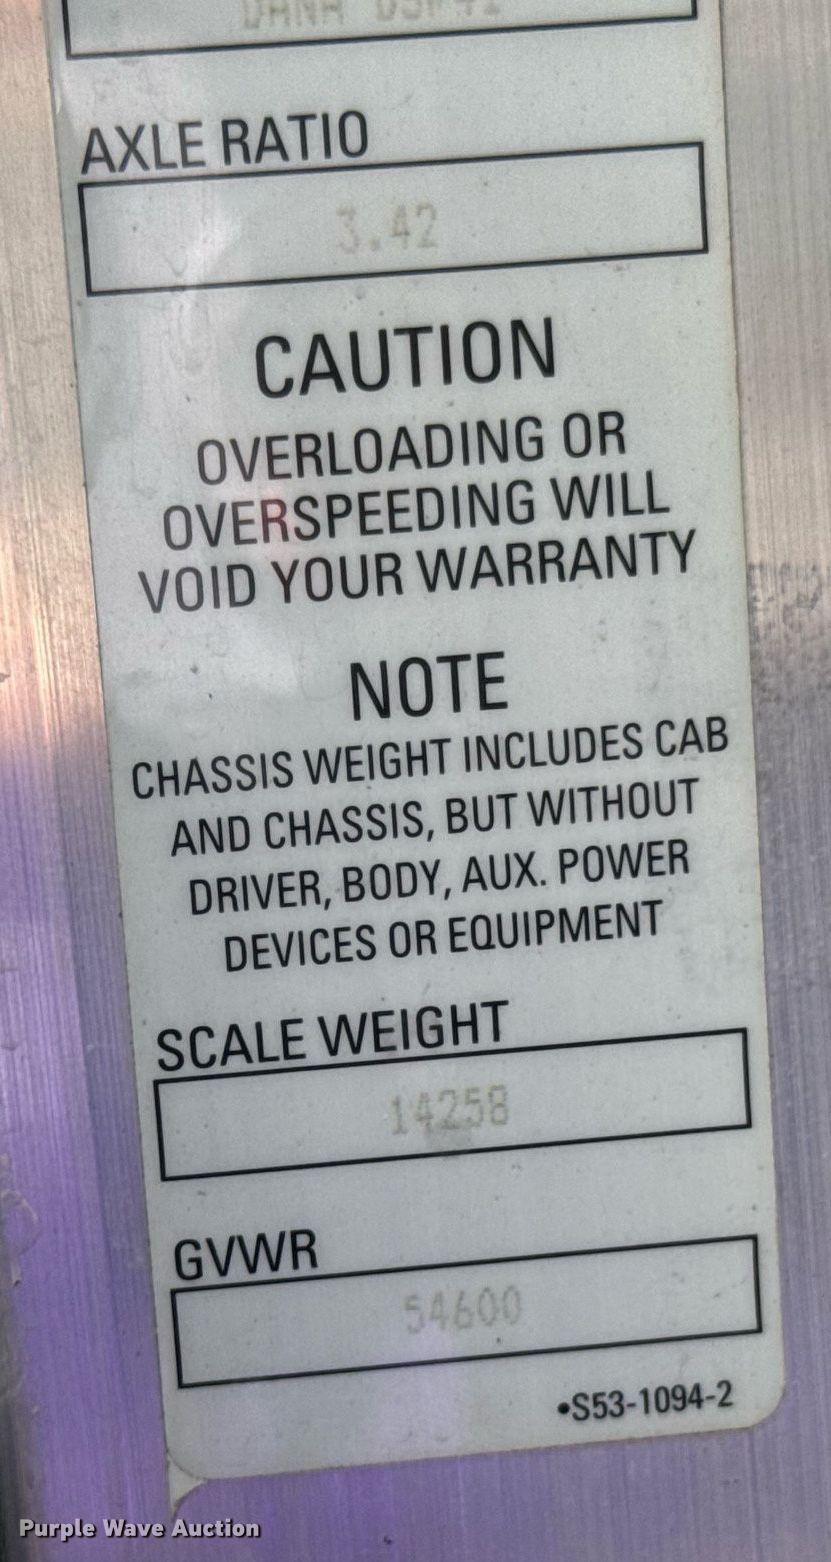 DANA
AXLE RATIO
3.42
CAUTION
OVERLOADING OR
OVERSPEEDING WILL
VOID YOUR WARRANTY
NOTE
CHASSIS WEIGHT INCLUDES CAB
AND CHASSIS, BUT WITHOUT
DRIVER, BODY, AUX. POWER
DEVICES OR EQUIPMENT
SCALE WEIGHT
14258
GVWR
54600
•S53-1094-2
Purple Wave Auction